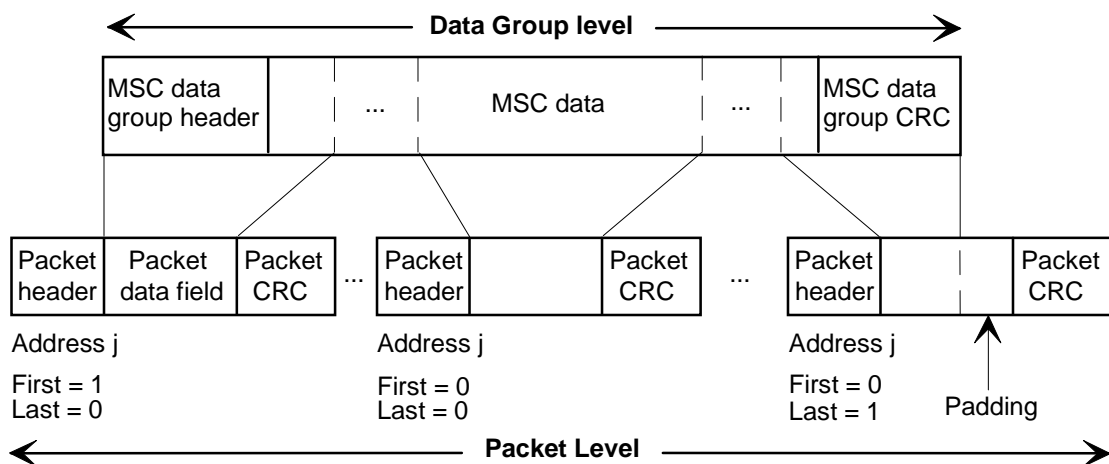 Data Group level
MSC data
group header
...
MSC data
...
MSC data
group CRC
Packet
header
Packet
data field
Packet
CRC
...
Packet
header
Packet
CRC
...
Packet
header
Packet
CRC
Address j
First = 1
Last = 0
Address j
First = 0
Last = 0
Address j
First = 0
Last = 1
Padding
Packet Level